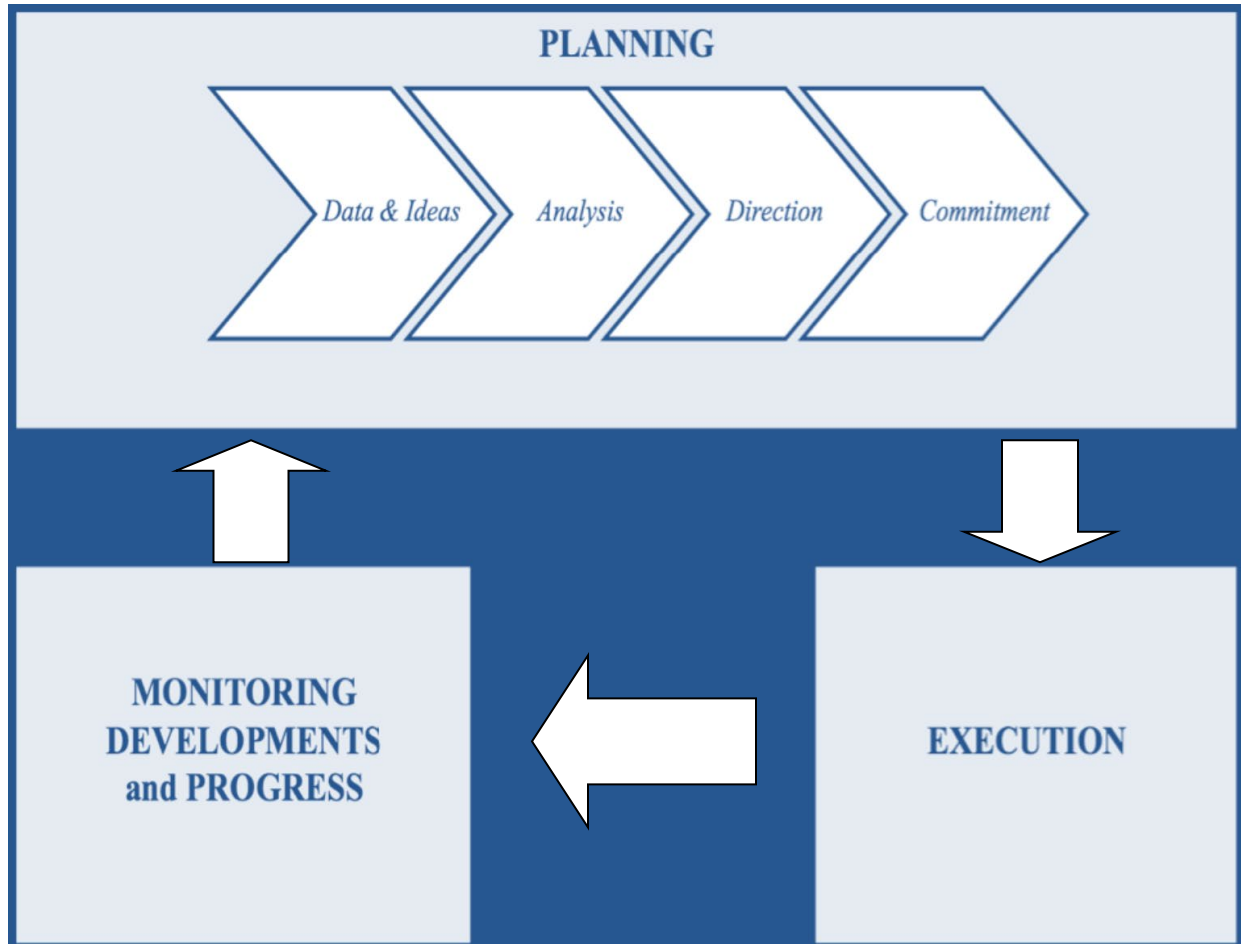 PLANNING
Data & Ideas
Analysis
Direction
Commitment
MONITORING
DEVELOPMENTS
and PROGRESS
EXECUTION